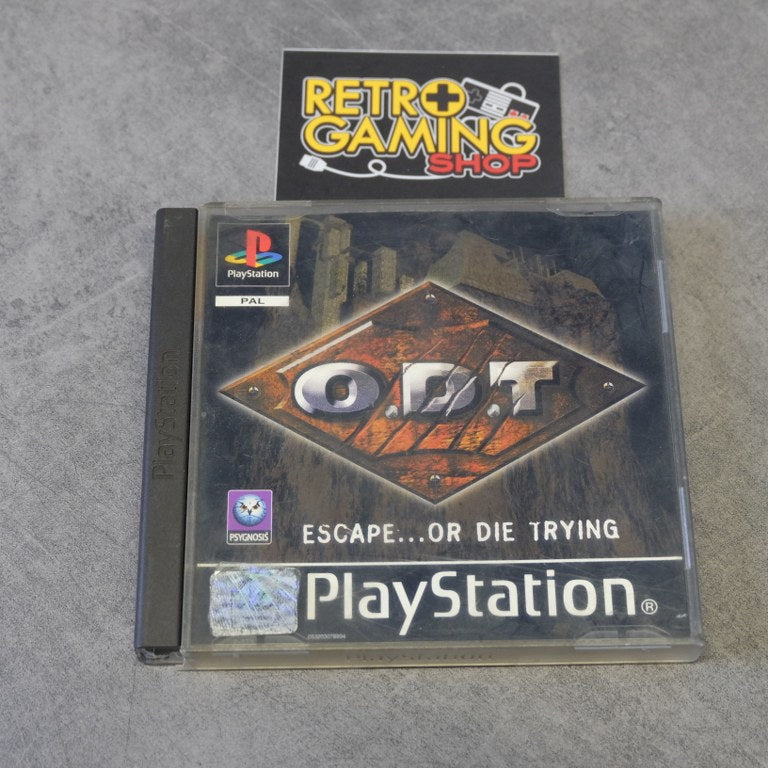 RETRO
GAMING
SHOP
PlayStation
PAL
PlayStation
O.D.T
PSYGNOSIS
ESCAPE...OR DIE TRYING
PlayStation®